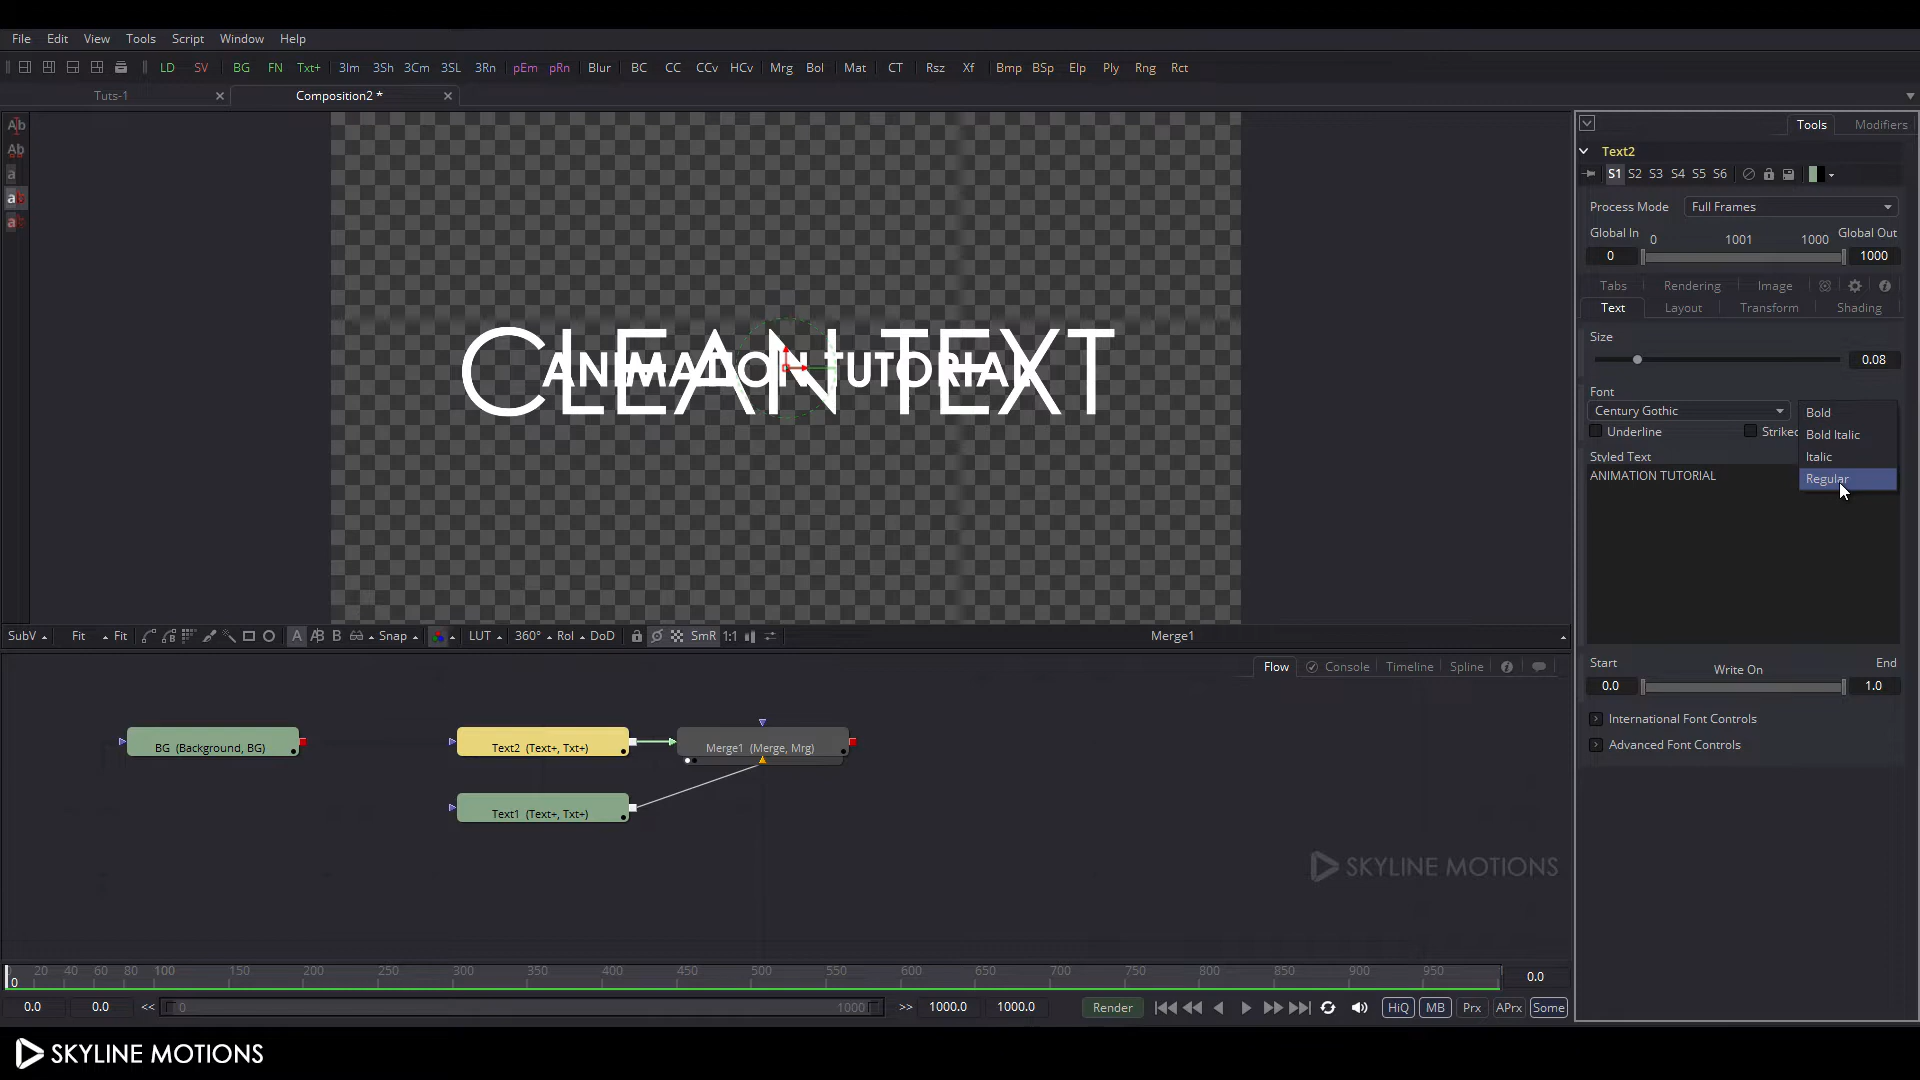 File Edit View Tools Script Window Help
LD SV BG FN Txt+ 3Im 3Sh 3Cm 3SL 3Rn pEm pRn Blur BC CC CCv HCv Mrg Bol Mat CT Rsz Xf Bmp BSp Elp Ply Rng Rct
Tuts-1 Composition2 *
Tools Modifiers
Text2
S1 S2 S3 S4 S5 S6
Process Mode Full Frames
Global In 0 1001 1000 Global Out
0 1000
Tabs Rendering Image
Text Layout Transform Shading
Size
0.08
Font
Century Gothic
Underline Striked
Bold
Bold Italic
Italic
Regular
Styled Text
ANIMATION TUTORIAL
Start Write On End
0.0 1.0
International Font Controls
Advanced Font Controls
Ab
Ab
a
ab
ab
CLEAN TEXT
ANIMATION TUTORIAL
SubV Fit Fit A B Snap LUT 360° RoI DoD SmR 1:1 Merge1
Flow Console Timeline Spline
BG (Background, BG)
Text2 (Text+, Txt+)
Merge1 (Merge, Mrg)
Text1 (Text+, Txt+)
SKYLINE MOTIONS
20 40 60 80 100 150 200 250 300 350 400 450 500 550 600 650 700 750 800 850 900 950
0 0.0
0.0 0.0 << 0 1000 >> 1000.0 1000.0 Render HiQ MB Prx APrx Some
SKYLINE MOTIONS